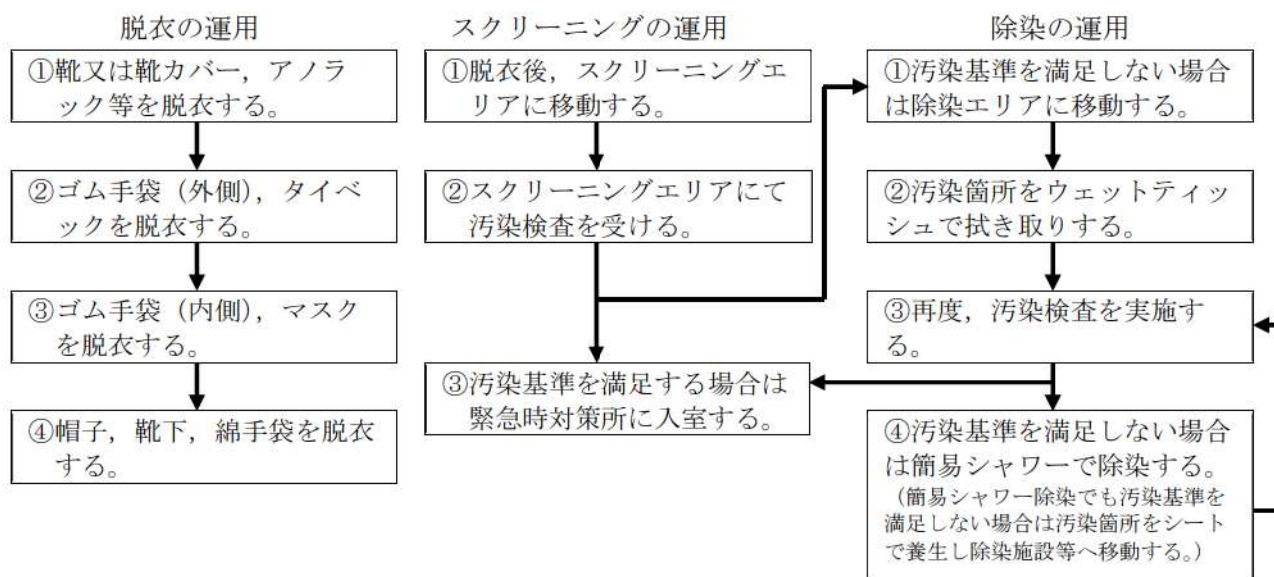 脱衣の運用
①靴又は靴カバー，アノラ
ック等を脱衣する。
②ゴム手袋（外側），タイベ
ックを脱衣する。
③ゴム手袋（内側），マスク
を脱衣する。
④帽子，靴下，綿手袋を脱衣
する。
スクリーニングの運用
①脱衣後，スクリーニングエ
リアに移動する。
②スクリーニングエリアにて
汚染検査を受ける。
③汚染基準を満足する場合は
緊急時対策所に入室する。
除染の運用
①汚染基準を満足しない場合
は除染エリアに移動する。
②汚染箇所をウェットティッ
シュで拭き取りする。
③再度，汚染検査を実施す
る。
④汚染基準を満足しない場合
は簡易シャワーで除染する。
（簡易シャワー除染でも汚染基準を
満足しない場合は汚染箇所をシート
で養生し除染施設等へ移動する。）